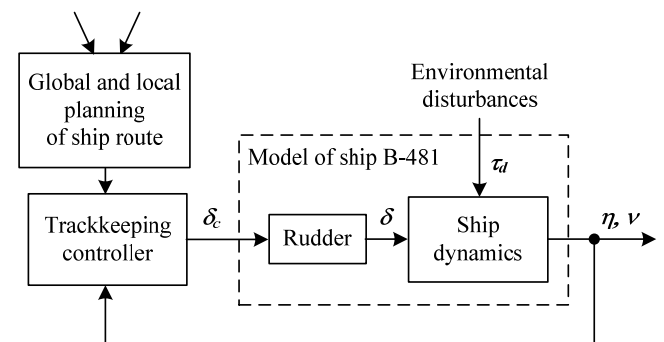 Global and local
planning
of ship route
Environmental
disturbances
Model of ship B-481
τd
Trackkeeping
controller
δc
Rudder
δ
Ship
dynamics
η, ν